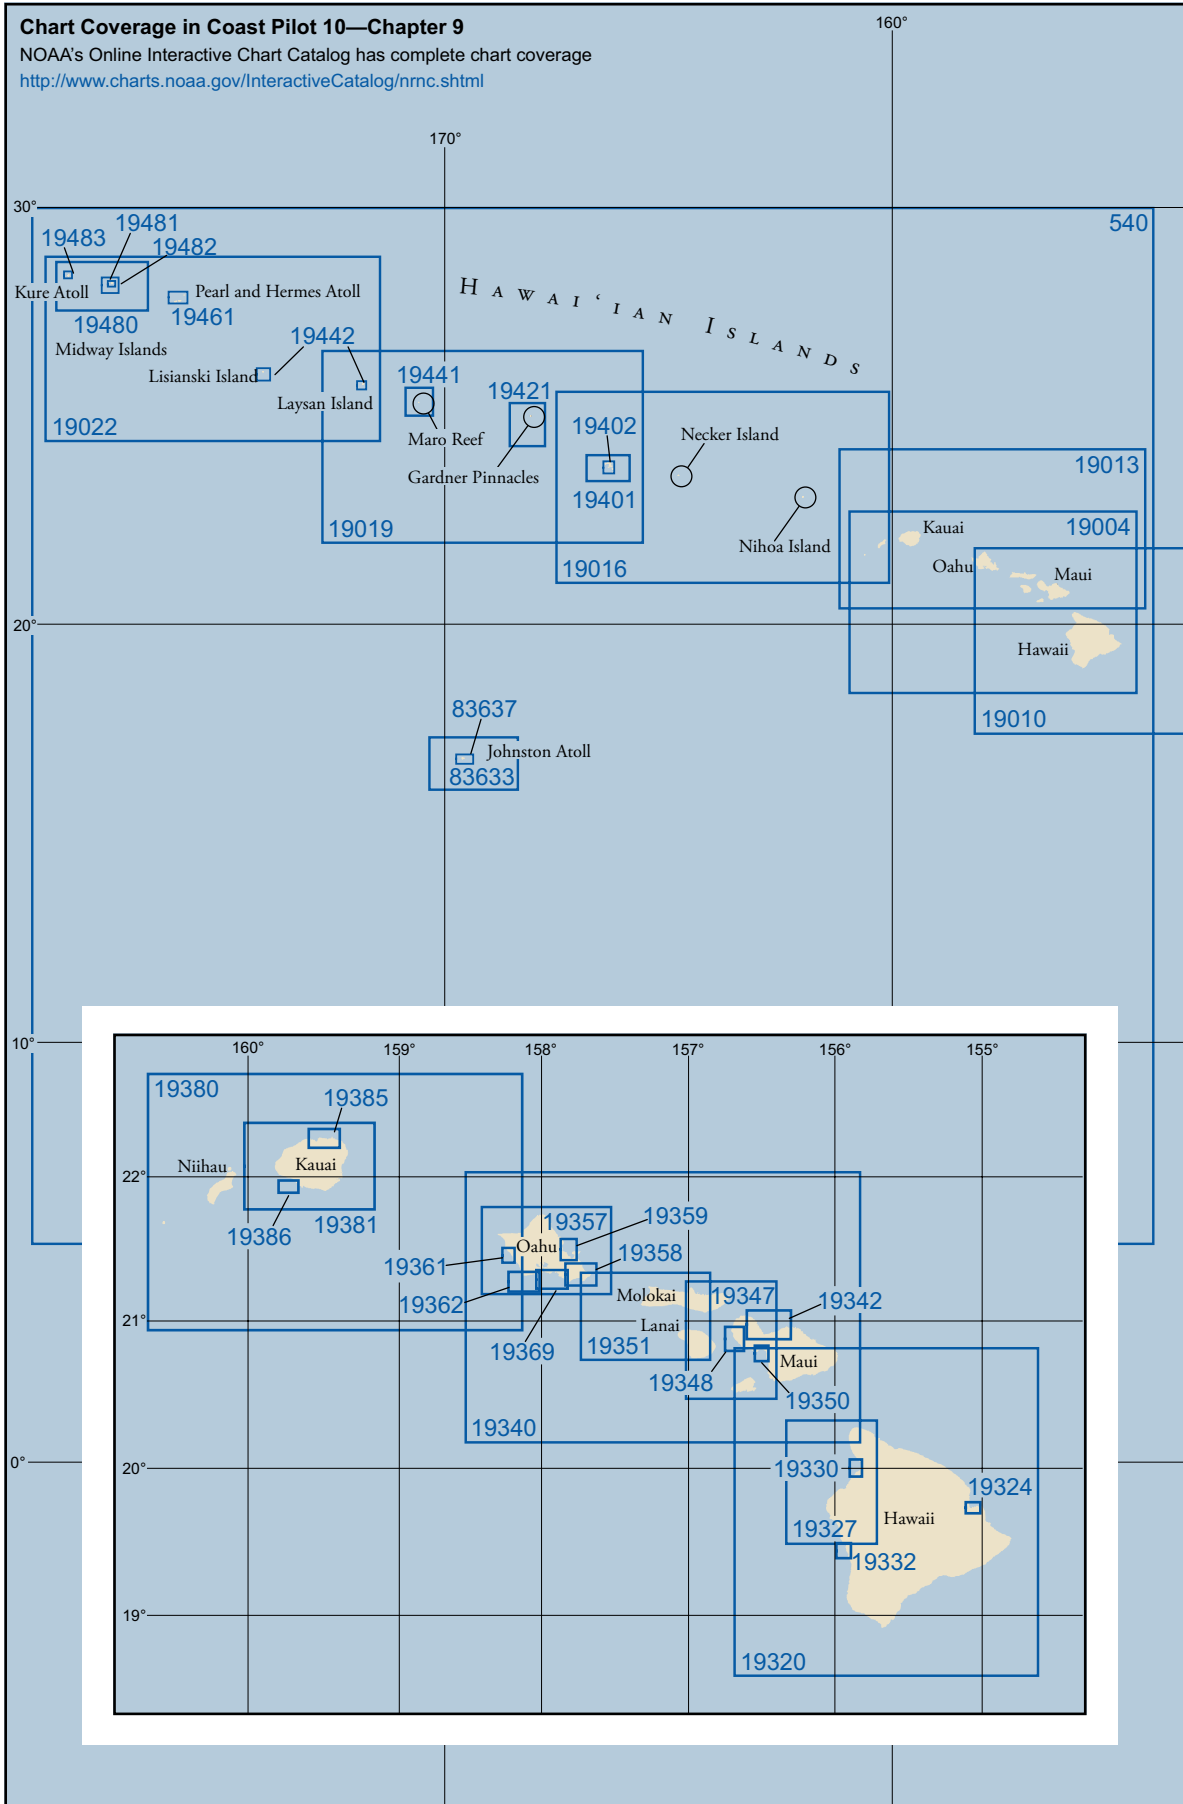 Chart Coverage in Coast Pilot 10—Chapter 9
NOAA's Online Interactive Chart Catalog has complete chart coverage
http://www.charts.noaa.gov/InteractiveCatalog/nrnc.shtml
160°
170°
30°
540
19481
19483
19482
Kure Atoll
Pearl and Hermes Atoll
19480
19461
Midway Islands
HAWAI‘IAN ISLANDS
19442
Lisianski Island
Laysan Island
19022
19441
19421
Maro Reef
Gardner Pinnacles
19402
19401
Necker Island
Nihoa Island
19019
19016
19013
19004
Kauai
Oahu
Maui
Hawaii
19010
20°
83637
Johnston Atoll
83633
10°
0°
160°
159°
158°
157°
156°
155°
19380
19385
Niihau
Kauai
22°
19386
19381
19357
19359
Oahu
19358
19361
19362
Molokai
19347
19342
21°
Lanai
19369
19351
Maui
19348
19350
19340
20°
19330
19324
Hawaii
19327
19332
19°
19320